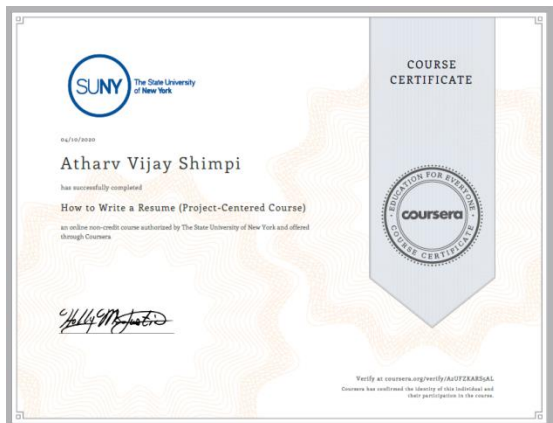 SUNY
The State University
of New York
COURSE
CERTIFICATE
04/10/2020
Atharv Vijay Shimpi
has successfully completed
How to Write a Resume (Project-Centered Course)
an online non-credit course authorized by The State University of New York and offered
through Coursera
EDUCATION FOR EVERYONE
coursera
COURSE CERTIFICATE
Verify at coursera.org/verify/
Coursera has confirmed the identity of this individual and
their participation in the course.